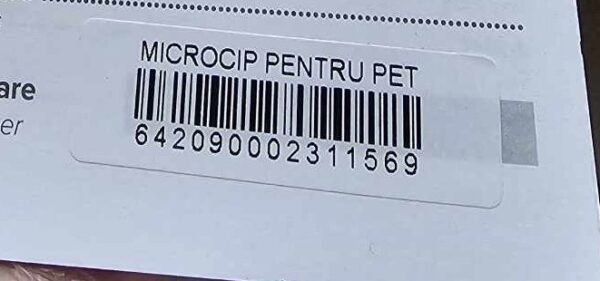 MICROCIP PENTRU PET
are
642090002311569
er